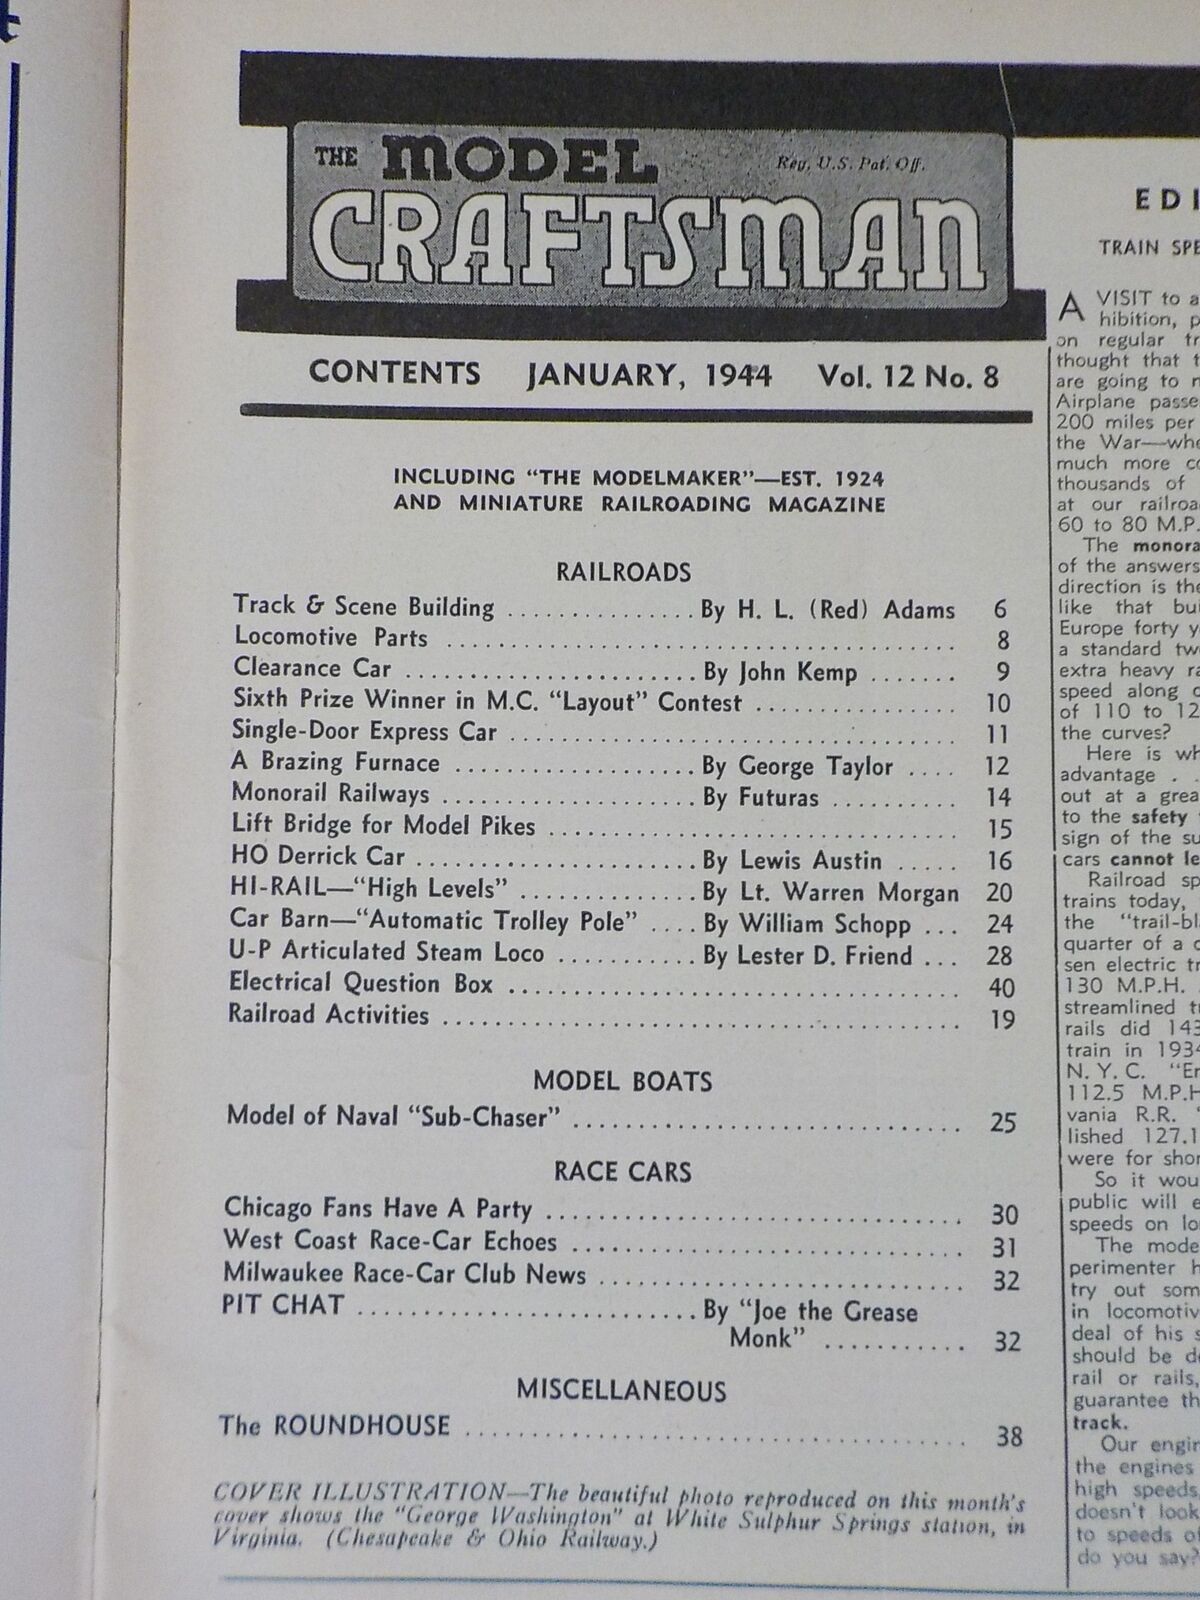 THE MODEL
Reg. U.S. Pat. Off.
CRAFTSMAN
CONTENTS JANUARY, 1944 Vol. 12 No. 8
INCLUDING "THE MODELMAKER"—EST. 1924
AND MINIATURE RAILROADING MAGAZINE
RAILROADS
Track & Scene Building ................By H. L. (Red) Adams 6
Locomotive Parts ........................................ 8
Clearance Car ......................By John Kemp ....... 9
Sixth Prize Winner in M.C. "Layout" Contest ................ 10
Single-Door Express Car .................................. 11
A Brazing Furnace ...................By George Taylor .... 12
Monorail Railways ....................By Futuras .......... 14
Lift Bridge for Model Pikes ............................... 15
HO Derrick Car ......................By Lewis Austin ..... 16
HI-RAIL—"High Levels" ..............By Lt. Warren Morgan 20
Car Barn—"Automatic Trolley Pole" ....By William Schopp ... 24
U-P Articulated Steam Loco ...........By Lester D. Friend ... 28
Electrical Question Box .................................. 40
Railroad Activities ....................................... 19
MODEL BOATS
Model of Naval "Sub-Chaser" ............................. 25
RACE CARS
Chicago Fans Have A Party ............................... 30
West Coast Race-Car Echoes ............................. 31
Milwaukee Race-Car Club News ........................... 32
PIT CHAT ..........................By "Joe the Grease
Monk" ........... 32
MISCELLANEOUS
The ROUNDHOUSE ...................................... 38
COVER ILLUSTRATION—The beautiful photo reproduced on this month's
cover shows the "George Washington" at White Sulphur Springs station, in
Virginia. (Chesapeake & Ohio Railway.)
EDI
TRAIN SPE
A VISIT to a
hibition, p
on regular tr
thought that t
are going to r
Airplane passe
200 miles per
the War—whe
much more co
thousands of
at our railroa
60 to 80 M.P.
The monora
of the answers
direction is the
like that bu
Europe forty y
a standard tw
extra heavy ra
speed along c
of 110 to 12
the curves?
Here is wh
advantage . .
out at a grea
to the safety
sign of the su
cars cannot le
Railroad sp
trains today,
the "trail-bl
quarter of a c
sen electric tr
130 M.P.H.
streamlined t
rails did 143
train in 1934
N. Y. C. "En
112.5 M.P.H
vania R.R. "
lished 127.1
were for shor
So it wou
public will e
speeds on lo
The mode
perimenter h
try out som
in locomotiv
deal of his s
should be de
rail or rails,
guarantee th
track.
Our engin
the engines
high speeds,
doesn't look
to speeds of
do you say?